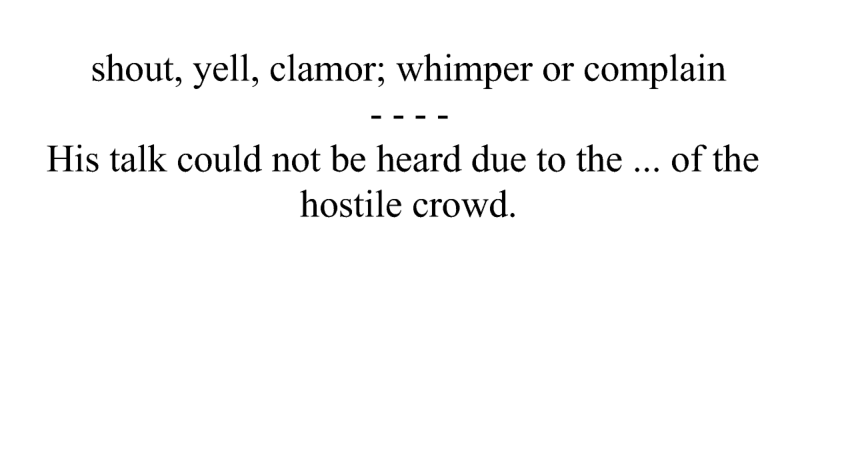 shout, yell, clamor; whimper or complain
- - - -
His talk could not be heard due to the ... of the
hostile crowd.